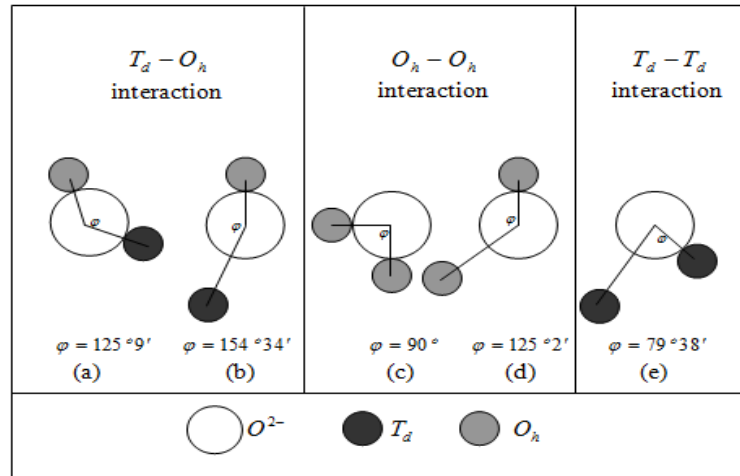 T_d − O_h
interaction
O_h − O_h
interaction
T_d − T_d
interaction
φ
φ
φ
φ
φ
φ = 125 °9′
φ = 154 °34′
φ = 90 °
φ = 125 °2′
φ = 79 °38′
(a)
(b)
(c)
(d)
(e)
O²⁻
T_d
O_h